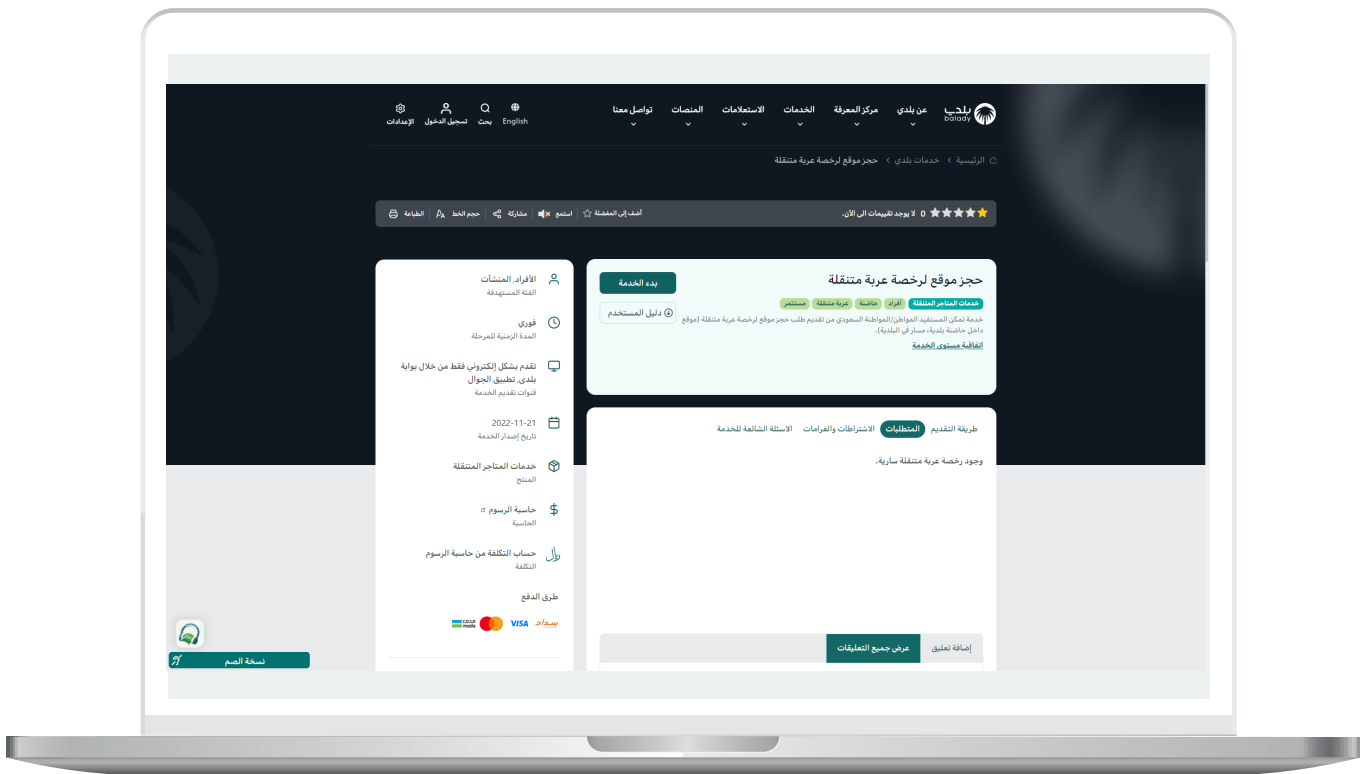 بلدي
balady
عن بلدي
مركز المعرفة
الخدمات
الاستعلامات
المنصات
تواصل معنا
English
بحث
تسجيل الدخول
الإعدادات
الرئيسية > خدمات بلدي > حجز موقع لرخصة عربة متنقلة
0 لا يوجد تقييمات الى الآن.
أضف إلى المفضلة
استمع
مشاركة
حجم الخط
الطباعة
حجز موقع لرخصة عربة متنقلة
بدء الخدمة
خدمات المتاجر المتنقلة أفراد حاضنة عربة متنقلة مستثمر
دليل المستخدم
خدمة تمكن المستفيد المواطن/المواطنة السعودي من تقديم طلب حجز موقع لرخصة عربة متنقلة (موقع
داخل حاضنة بلدية، مسار في البلدية).
اتفاقية مستوى الخدمة
طريقة التقديم المتطلبات الاشتراطات والغرامات الاسئلة الشائعة للخدمة
وجود رخصة عربة متنقلة سارية.
إضافة تعليق
عرض جميع التعليقات
الأفراد, المنشآت
الفئة المستهدفة
فوري
المدة الزمنية للمرحلة
تقدم بشكل إلكتروني فقط من خلال بوابة
بلدي, تطبيق الجوال
قنوات تقديم الخدمة
2022-11-21
تاريخ إصدار الخدمة
خدمات المتاجر المتنقلة
المنتج
حاسبة الرسوم
الحاسبة
حساب التكلفة من حاسبة الرسوم
التكلفة
طرق الدفع
سداد
VISA
مدى
mada
نسخة الصم